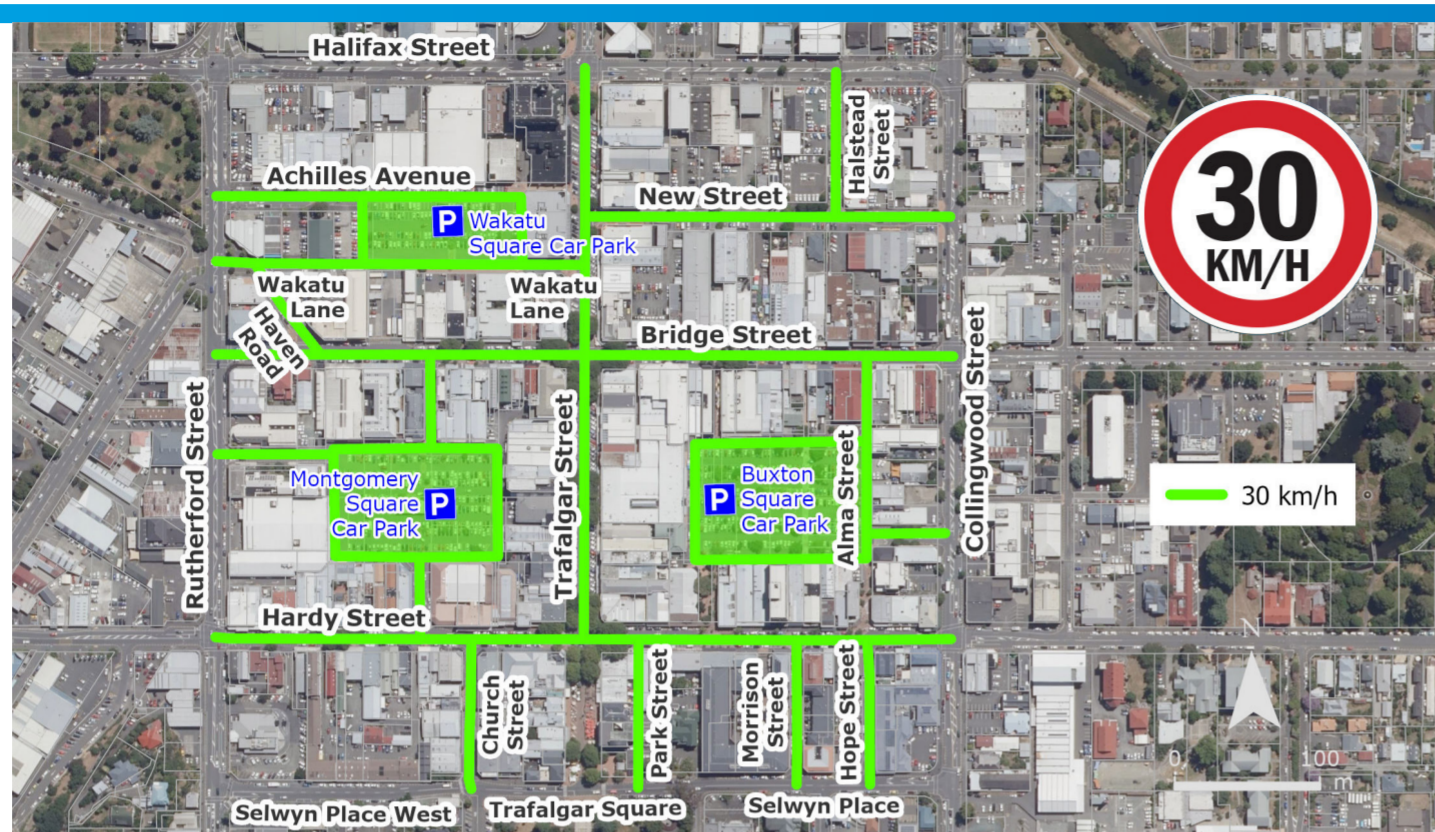 Halifax Street
Achilles Avenue
Halstead
Street
New Street
P
Wakatu
Square Car Park
30
KM/H
Wakatu
Lane
Wakatu
Lane
Haven
Road
Bridge Street
Rutherford Street
Trafalgar Street
Collingwood Street
Montgomery
Square
Car Park
P
P
Buxton
Square
Car Park
Alma Street
30 km/h
Hardy Street
Church
Street
Park Street
Morrison
Street
Hope Street
N
0
100
m
Selwyn Place West
Trafalgar Square
Selwyn Place